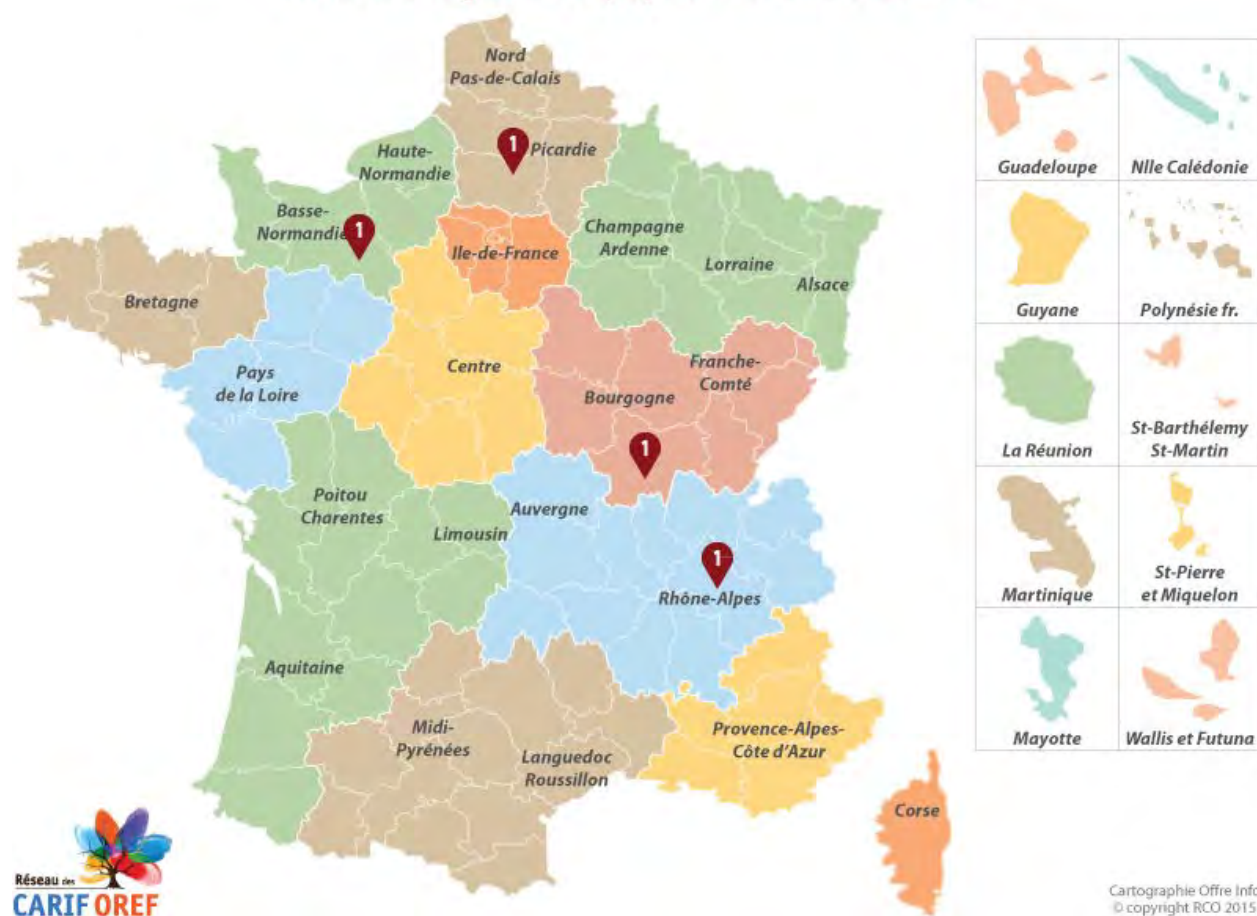 Nord
Pas-de-Calais
1
Picardie
Haute-
Normandie
Basse-
Normandie
1
Ile-de-France
Champagne
Ardenne
Lorraine
Alsace
Bretagne
Pays
de la Loire
Centre
Bourgogne
Franche-
Comté
1
Poitou
Charentes
Limousin
Auvergne
1
Rhône-Alpes
Aquitaine
Midi-
Pyrénées
Languedoc
Roussillon
Provence-Alpes-
Côte d'Azur
Corse
Guadeloupe
Nlle Calédonie
Guyane
Polynésie fr.
La Réunion
St-Barthélemy
St-Martin
Martinique
St-Pierre
et Miquelon
Mayotte
Wallis et Futuna
Réseau des
CARIF OREF
Cartographie Offre Info
© copyright RCO 2015